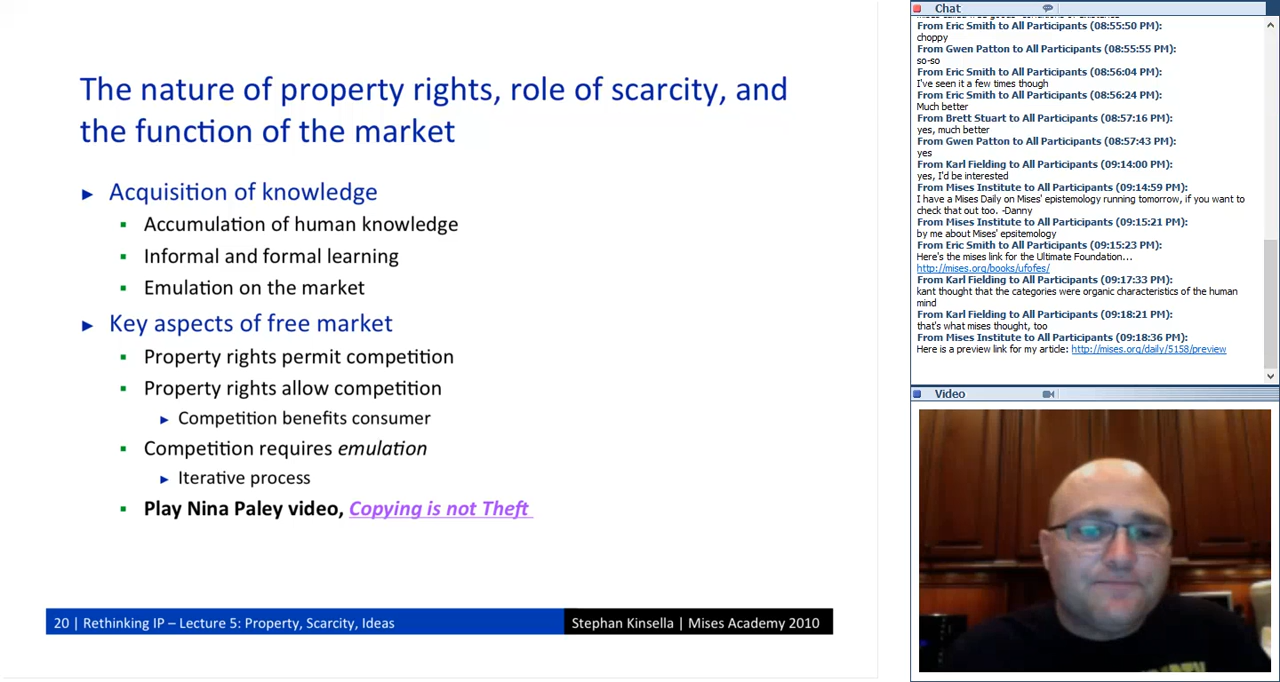 The nature of property rights, role of scarcity, and
the function of the market
► Acquisition of knowledge
▪ Accumulation of human knowledge
▪ Informal and formal learning
▪ Emulation on the market
► Key aspects of free market
▪ Property rights permit competition
▪ Property rights allow competition
► Competition benefits consumer
▪ Competition requires emulation
► Iterative process
▪ Play Nina Paley video, Copying is not Theft
20 | Rethinking IP – Lecture 5: Property, Scarcity, Ideas
Stephan Kinsella | Mises Academy 2010
Chat
From Eric Smith to All Participants (08:55:50 PM):
choppy
From Gwen Patton to All Participants (08:55:55 PM):
so-so
From Eric Smith to All Participants (08:56:04 PM):
I've seen it a few times though
From Eric Smith to All Participants (08:56:24 PM):
Much better
From Brett Stuart to All Participants (08:57:16 PM):
yes, much better
From Gwen Patton to All Participants (08:57:43 PM):
yes
From Karl Fielding to All Participants (09:14:00 PM):
yes, I'd be interested
From Mises Institute to All Participants (09:14:59 PM):
I have a Mises Daily on Mises' epistemology running tomorrow, if you want to
check that out too. -Danny
From Mises Institute to All Participants (09:15:21 PM):
by me about Mises' epsitemology
From Eric Smith to All Participants (09:15:23 PM):
Here's the mises link for the Ultimate Foundation...
http://mises.org/books/ufofes/
From Karl Fielding to All Participants (09:17:33 PM):
kant thought that the categories were organic characteristics of the human
mind
From Karl Fielding to All Participants (09:18:21 PM):
that's what mises thought, too
From Mises Institute to All Participants (09:18:36 PM):
Here is a preview link for my article: http://mises.org/daily/5158/preview
Video